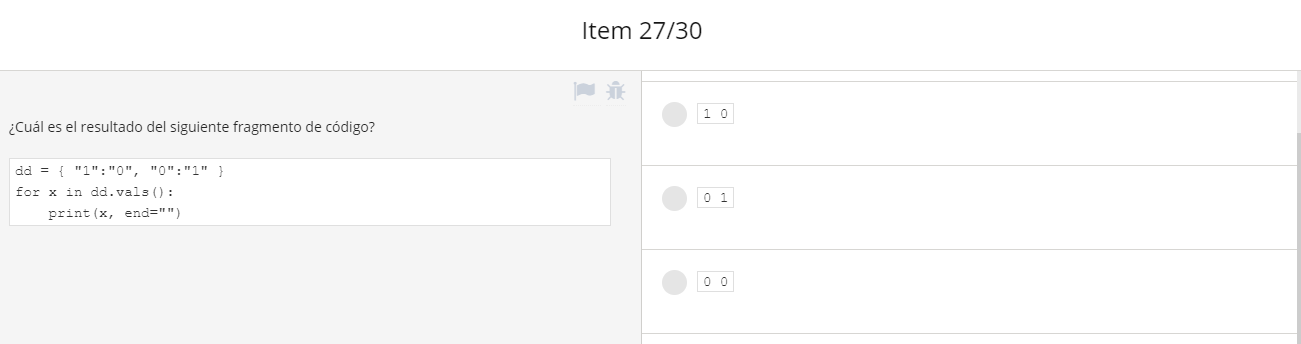 Item 27/30
¿Cuál es el resultado del siguiente fragmento de código?
dd = { "1":"0", "0":"1" }
for x in dd.vals():
    print(x, end="")
1 0
0 1
0 0